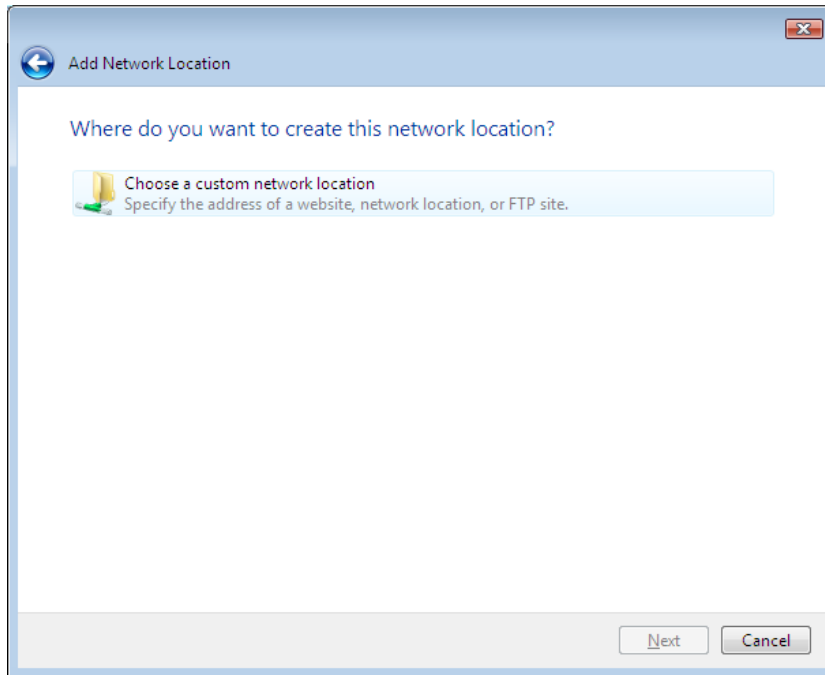 Add Network Location
Where do you want to create this network location?
Choose a custom network location
Specify the address of a website, network location, or FTP site.
Next
Cancel